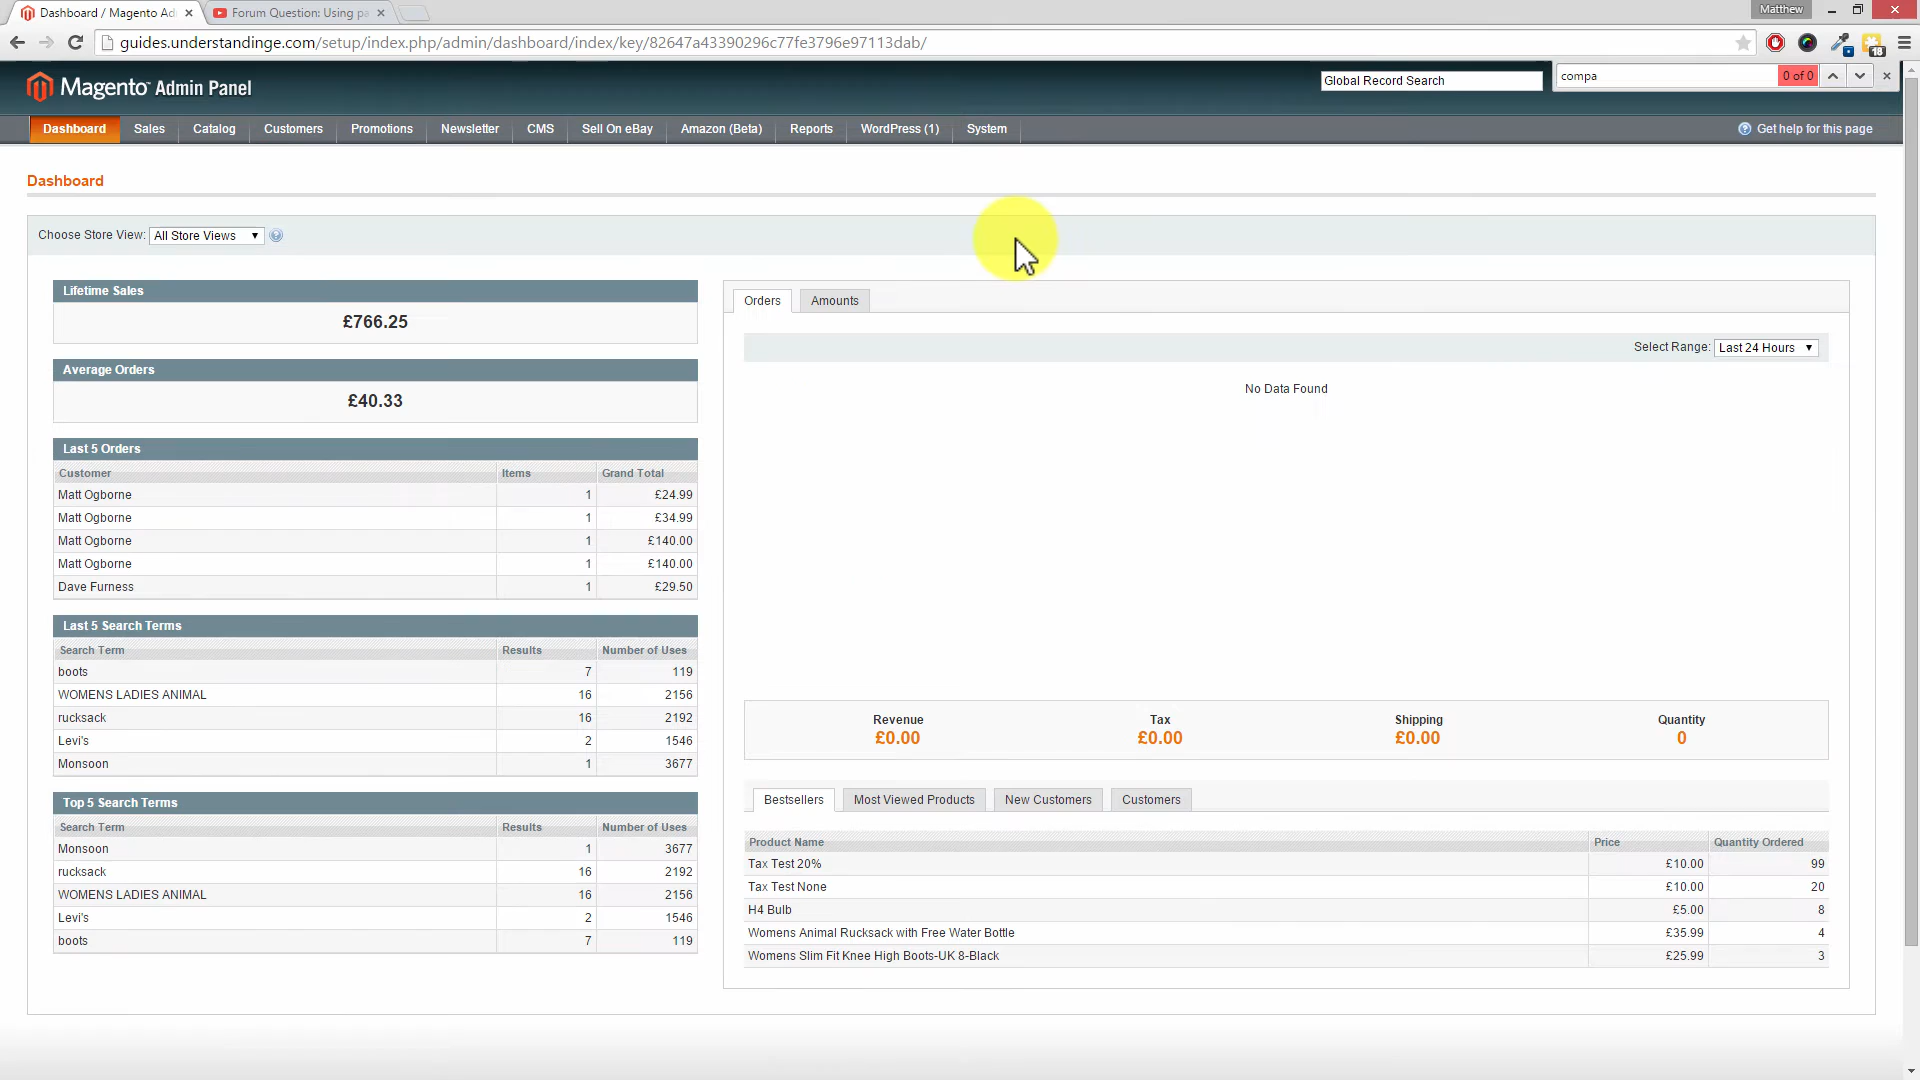 Dashboard / Magento Ad
Forum Question: Using pa
Matthew
guides.understandinge.com/setup/index.php/admin/dashboard/index/key/82647a43390296c77fe3796e97113dab/
18
Magento™ Admin Panel
Global Record Search
compa
0 of 0
Dashboard
Sales
Catalog
Customers
Promotions
Newsletter
CMS
Sell On eBay
Amazon (Beta)
Reports
WordPress (1)
System
Get help for this page
Dashboard
Choose Store View: All Store Views
Lifetime Sales
£766.25
Average Orders
£40.33
Last 5 Orders
Customer Items Grand Total
Matt Ogborne 1 £24.99
Matt Ogborne 1 £34.99
Matt Ogborne 1 £140.00
Matt Ogborne 1 £140.00
Dave Furness 1 £29.50
Last 5 Search Terms
Search Term Results Number of Uses
boots 7 119
WOMENS LADIES ANIMAL 16 2156
rucksack 16 2192
Levi's 2 1546
Monsoon 1 3677
Top 5 Search Terms
Search Term Results Number of Uses
Monsoon 1 3677
rucksack 16 2192
WOMENS LADIES ANIMAL 16 2156
Levi's 2 1546
boots 7 119
Orders
Amounts
Select Range: Last 24 Hours
No Data Found
Revenue Tax Shipping Quantity
£0.00 £0.00 £0.00 0
Bestsellers
Most Viewed Products
New Customers
Customers
Product Name Price Quantity Ordered
Tax Test 20% £10.00 99
Tax Test None £10.00 20
H4 Bulb £5.00 8
Womens Animal Rucksack with Free Water Bottle £35.99 4
Womens Slim Fit Knee High Boots-UK 8-Black £25.99 3